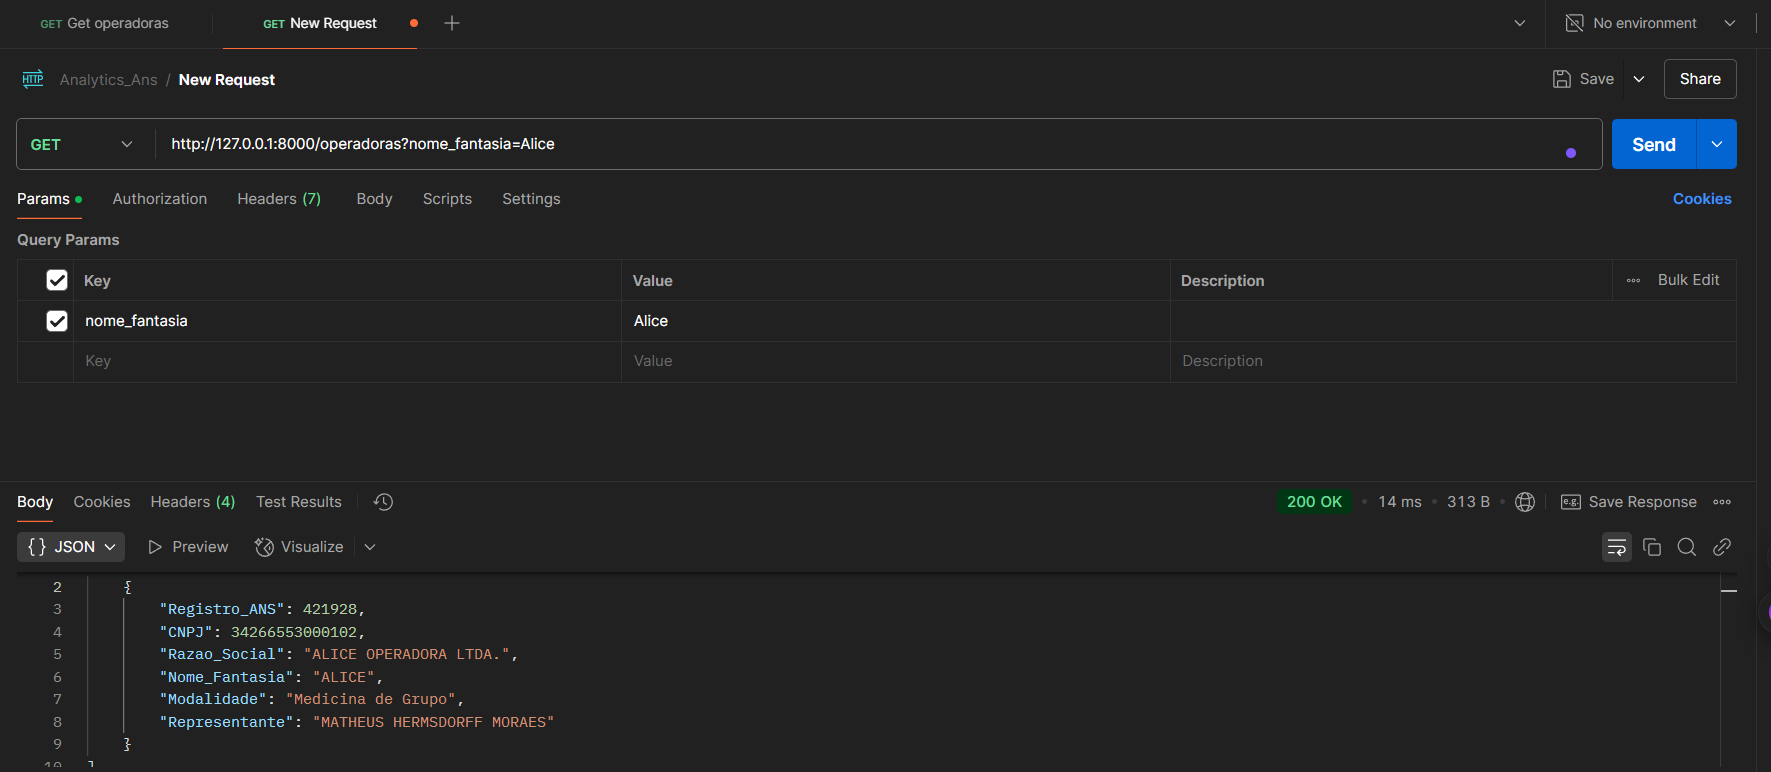 GET Get operadoras
GET New Request
No environment
HTTP Analytics_Ans / New Request
Save
Share
GET
http://127.0.0.1:8000/operadoras?nome_fantasia=Alice
Send
Params
Authorization
Headers (7)
Body
Scripts
Settings
Cookies
Query Params
Key
Value
Description
Bulk Edit
nome_fantasia
Alice
Key
Value
Description
Body
Cookies
Headers (4)
Test Results
200 OK
14 ms
313 B
e.g. Save Response
{ } JSON
Preview
Visualize
2 {
3 "Registro_ANS": 421928,
4 "CNPJ": 34266553000102,
5 "Razao_Social": "ALICE OPERADORA LTDA.",
6 "Nome_Fantasia": "ALICE",
7 "Modalidade": "Medicina de Grupo",
8 "Representante": "MATHEUS HERMSDORFF MORAES"
9 }
10 ]